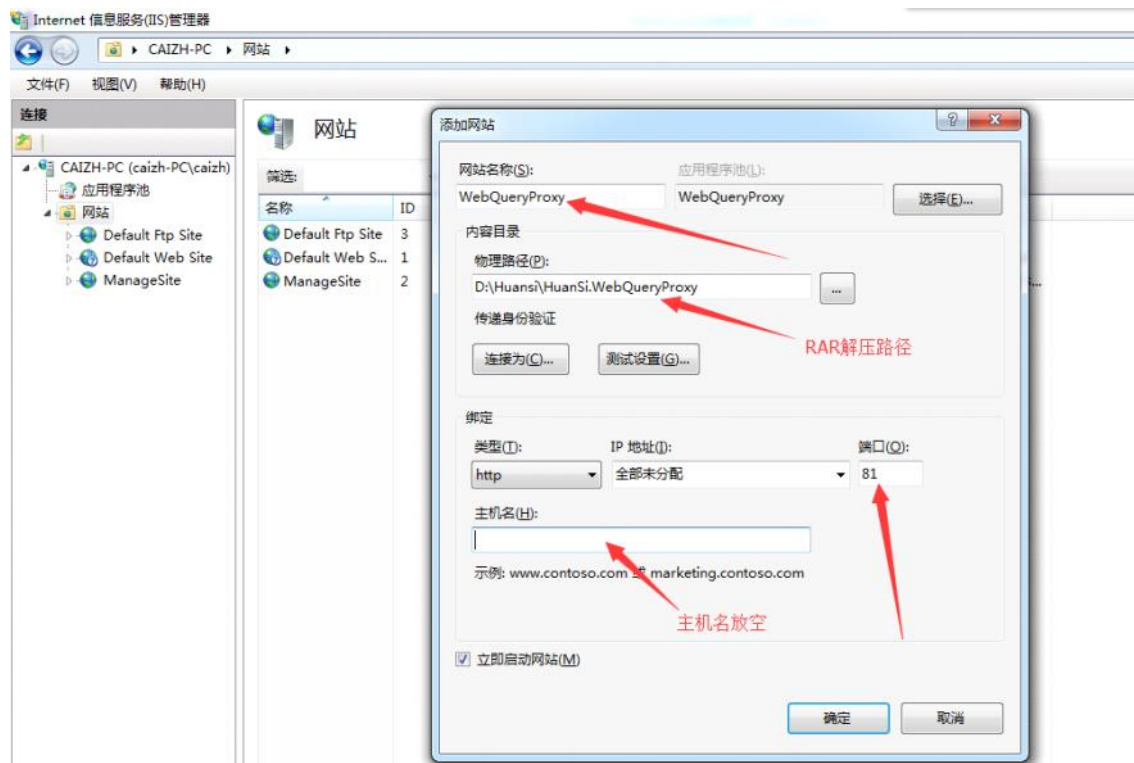 Internet 信息服务(IIS)管理器
CAIZH-PC 网站
文件(F) 视图(V) 帮助(H)
连接
CAIZH-PC (caizh-PC\caizh)
应用程序池
网站
Default Ftp Site
Default Web Site
ManageSite
网站
筛选:
名称 ID
Default Ftp Site 3
Default Web S... 1
ManageSite 2
添加网站
网站名称(S): 应用程序池(L):
WebQueryProxy WebQueryProxy 选择(E)...
内容目录
物理路径(P):
D:\Huansi\HuanSi.WebQueryProxy ...
传递身份验证
RAR解压路径
连接为(C)... 测试设置(G)...
绑定
类型(T): IP 地址(I): 端口(O):
http 全部未分配 81
主机名(H):
示例: www.contoso.com 或 marketing.contoso.com
主机名放空
立即启动网站(M)
确定 取消